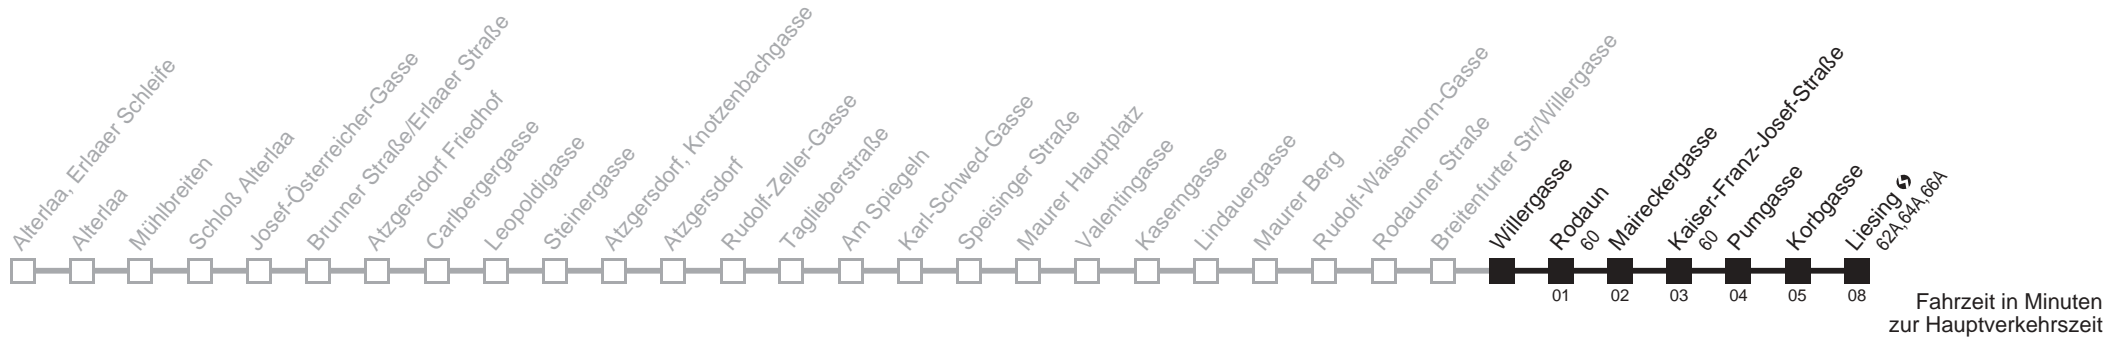 Alterlaa, Erlaaer Schleife
Alterlaa
Mühlbreiten
Schloß Alterlaa
Josef-Österreicher-Gasse
Brunner Straße/Erlaaer Straße
Atzgersdorf Friedhof
Carlbergergasse
Leopoldigasse
Steinergasse
Atzgersdorf, Knotzenbachgasse
Atzgersdorf
Rudolf-Zeller-Gasse
Taglieberstraße
Am Spiegeln
Karl-Schwed-Gasse
Speisinger Straße
Maurer Hauptplatz
Valentingasse
Kaserngasse
Lindauergasse
Maurer Berg
Rudolf-Waisenhorn-Gasse
Rodauner Straße
Breitenfurter Str/Willergasse
Willergasse
Rodaun
60
Maireckergasse
Kaiser-Franz-Josef-Straße
60
Pumgasse
Korbgasse
Liesing
62A,64A,66A
01
02
03
04
05
08
Fahrzeit in Minuten
zur Hauptverkehrszeit